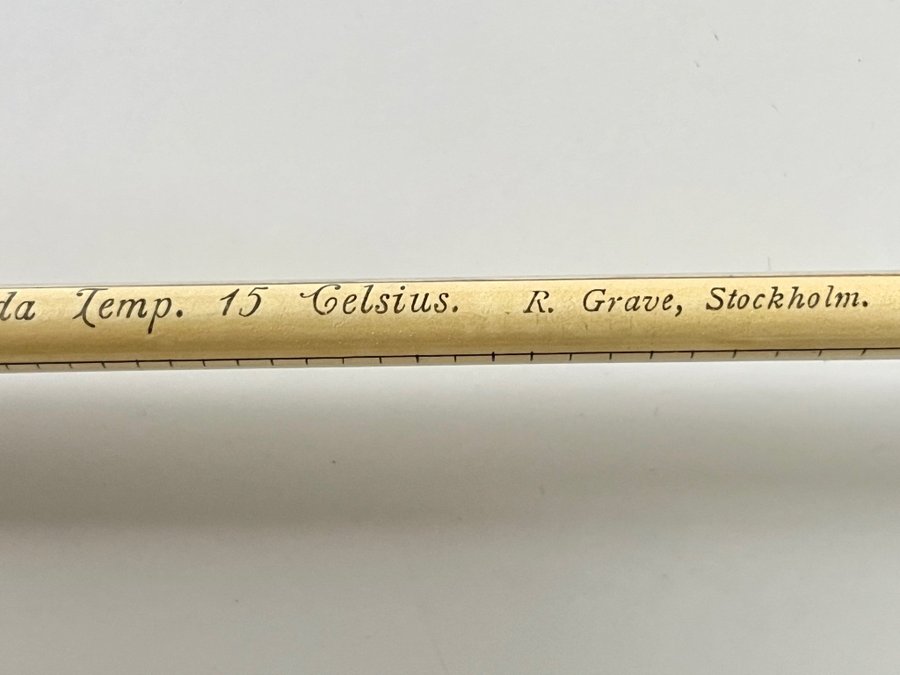 da Temp. 15 Celsius. R. Grave, Stockholm.